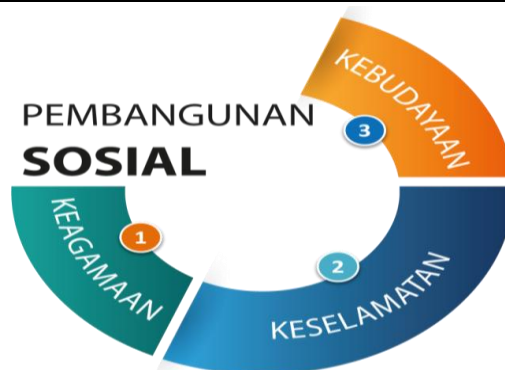 PEMBANGUNAN
SOSIAL
1
KEAGAMAAN
2
KESELAMATAN
3
KEBUDAYAAN